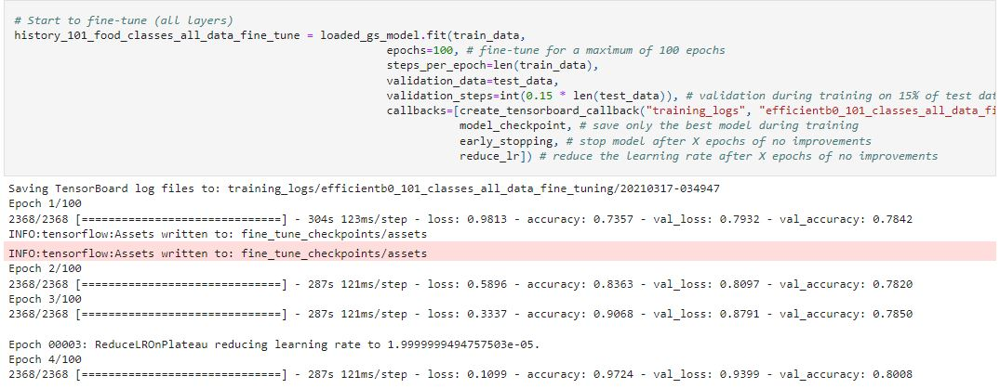 # Start to fine-tune (all layers)
history_101_food_classes_all_data_fine_tune = loaded_gs_model.fit(train_data,
epochs=100, # fine-tune for a maximum of 100 epochs
steps_per_epoch=len(train_data),
validation_data=test_data,
validation_steps=int(0.15 * len(test_data)), # validation during training on 15% of test dat
callbacks=[create_tensorboard_callback("training_logs", "efficientb0_101_classes_all_data_fi
model_checkpoint, # save only the best model during training
early_stopping, # stop model after X epochs of no improvements
reduce_lr]) # reduce the learning rate after X epochs of no improvements
Saving TensorBoard log files to: training_logs/efficientb0_101_classes_all_data_fine_tuning/20210317-034947
Epoch 1/100
2368/2368 [==============================] - 304s 123ms/step - loss: 0.9813 - accuracy: 0.7357 - val_loss: 0.7932 - val_accuracy: 0.7842
INFO:tensorflow:Assets written to: fine_tune_checkpoints/assets
INFO:tensorflow:Assets written to: fine_tune_checkpoints/assets
Epoch 2/100
2368/2368 [==============================] - 287s 121ms/step - loss: 0.5896 - accuracy: 0.8363 - val_loss: 0.8097 - val_accuracy: 0.7820
Epoch 3/100
2368/2368 [==============================] - 287s 121ms/step - loss: 0.3337 - accuracy: 0.9068 - val_loss: 0.8791 - val_accuracy: 0.7850
Epoch 00003: ReduceLROnPlateau reducing learning rate to 1.9999999494757503e-05.
Epoch 4/100
2368/2368 [==============================] - 287s 121ms/step - loss: 0.1099 - accuracy: 0.9724 - val_loss: 0.9399 - val_accuracy: 0.8008